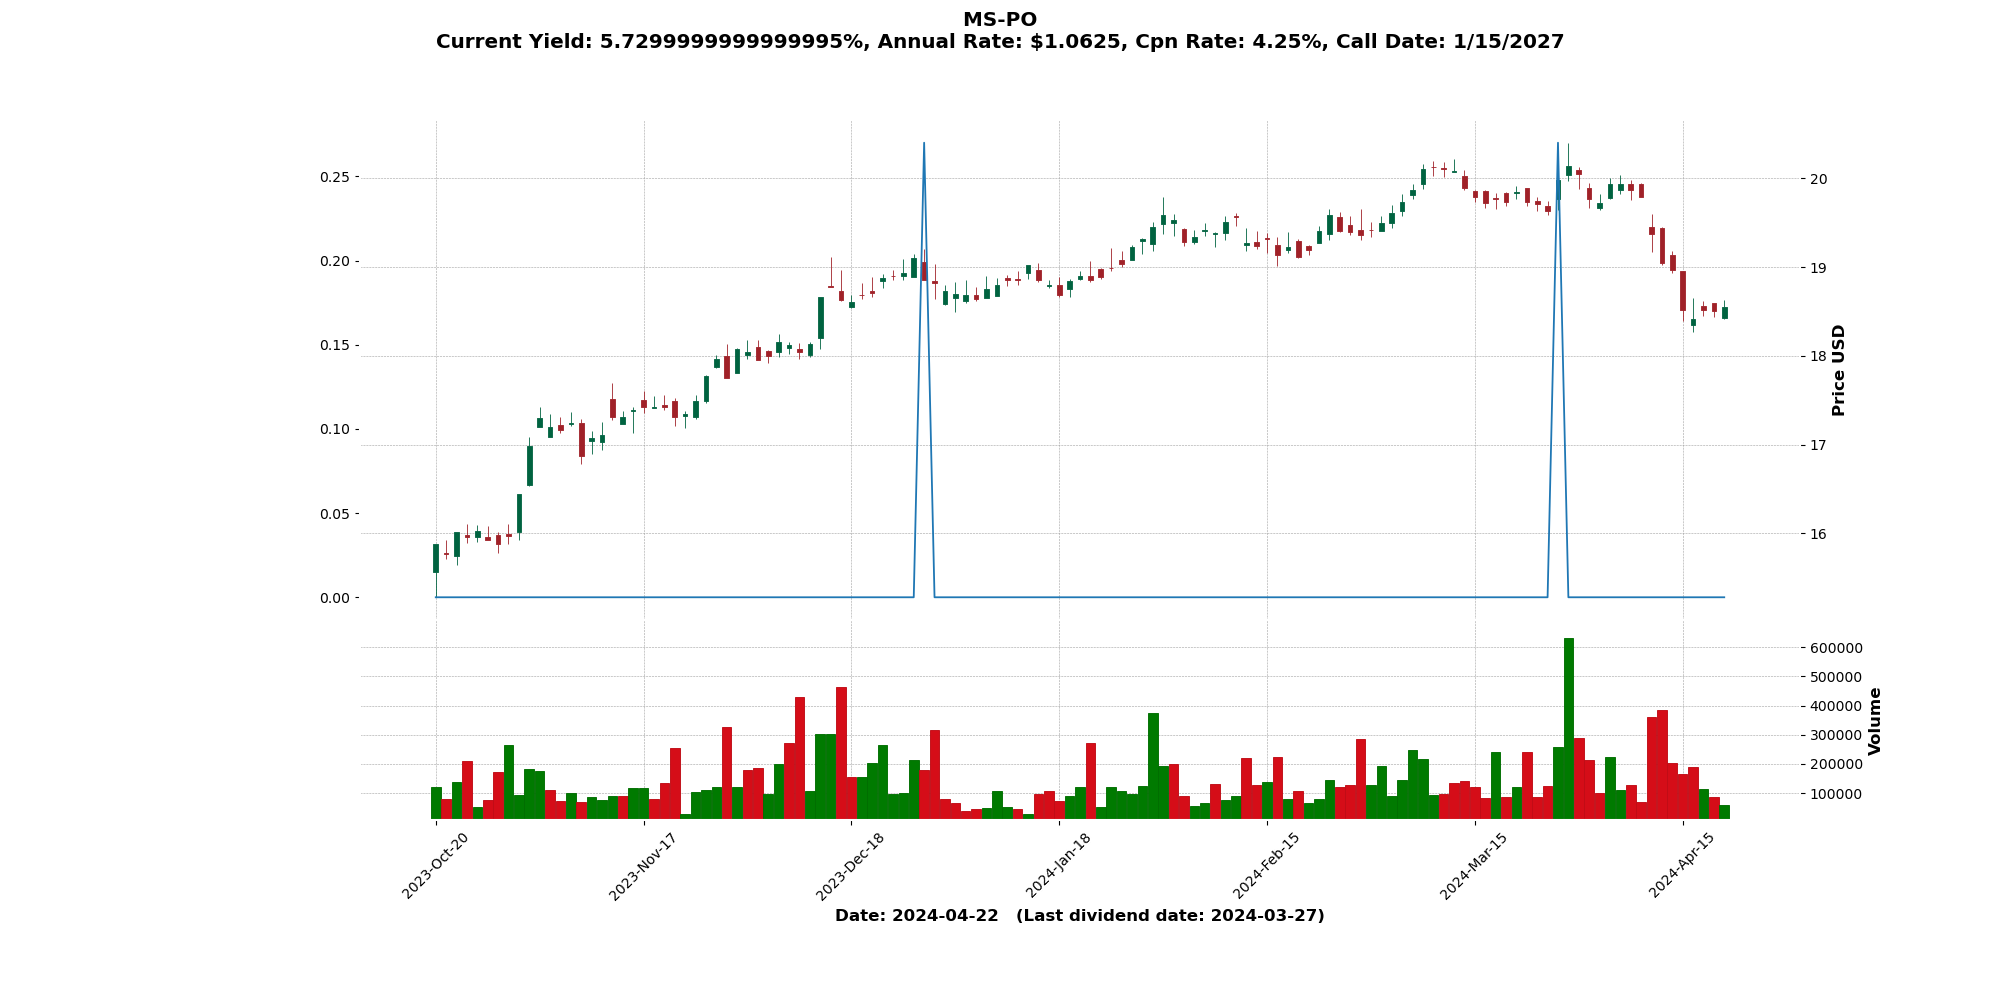 MS-PO
Current Yield: 5.7299999999999995%, Annual Rate: $1.0625, Cpn Rate: 4.25%, Call Date: 1/15/2027
0.25
0.20
0.15
0.10
0.05
0.00
20
19
18
17
16
Price USD
600000
500000
400000
300000
200000
100000
Volume
2023-Oct-20
2023-Nov-17
2023-Dec-18
2024-Jan-18
2024-Feb-15
2024-Mar-15
2024-Apr-15
Date: 2024-04-22 (Last dividend date: 2024-03-27)